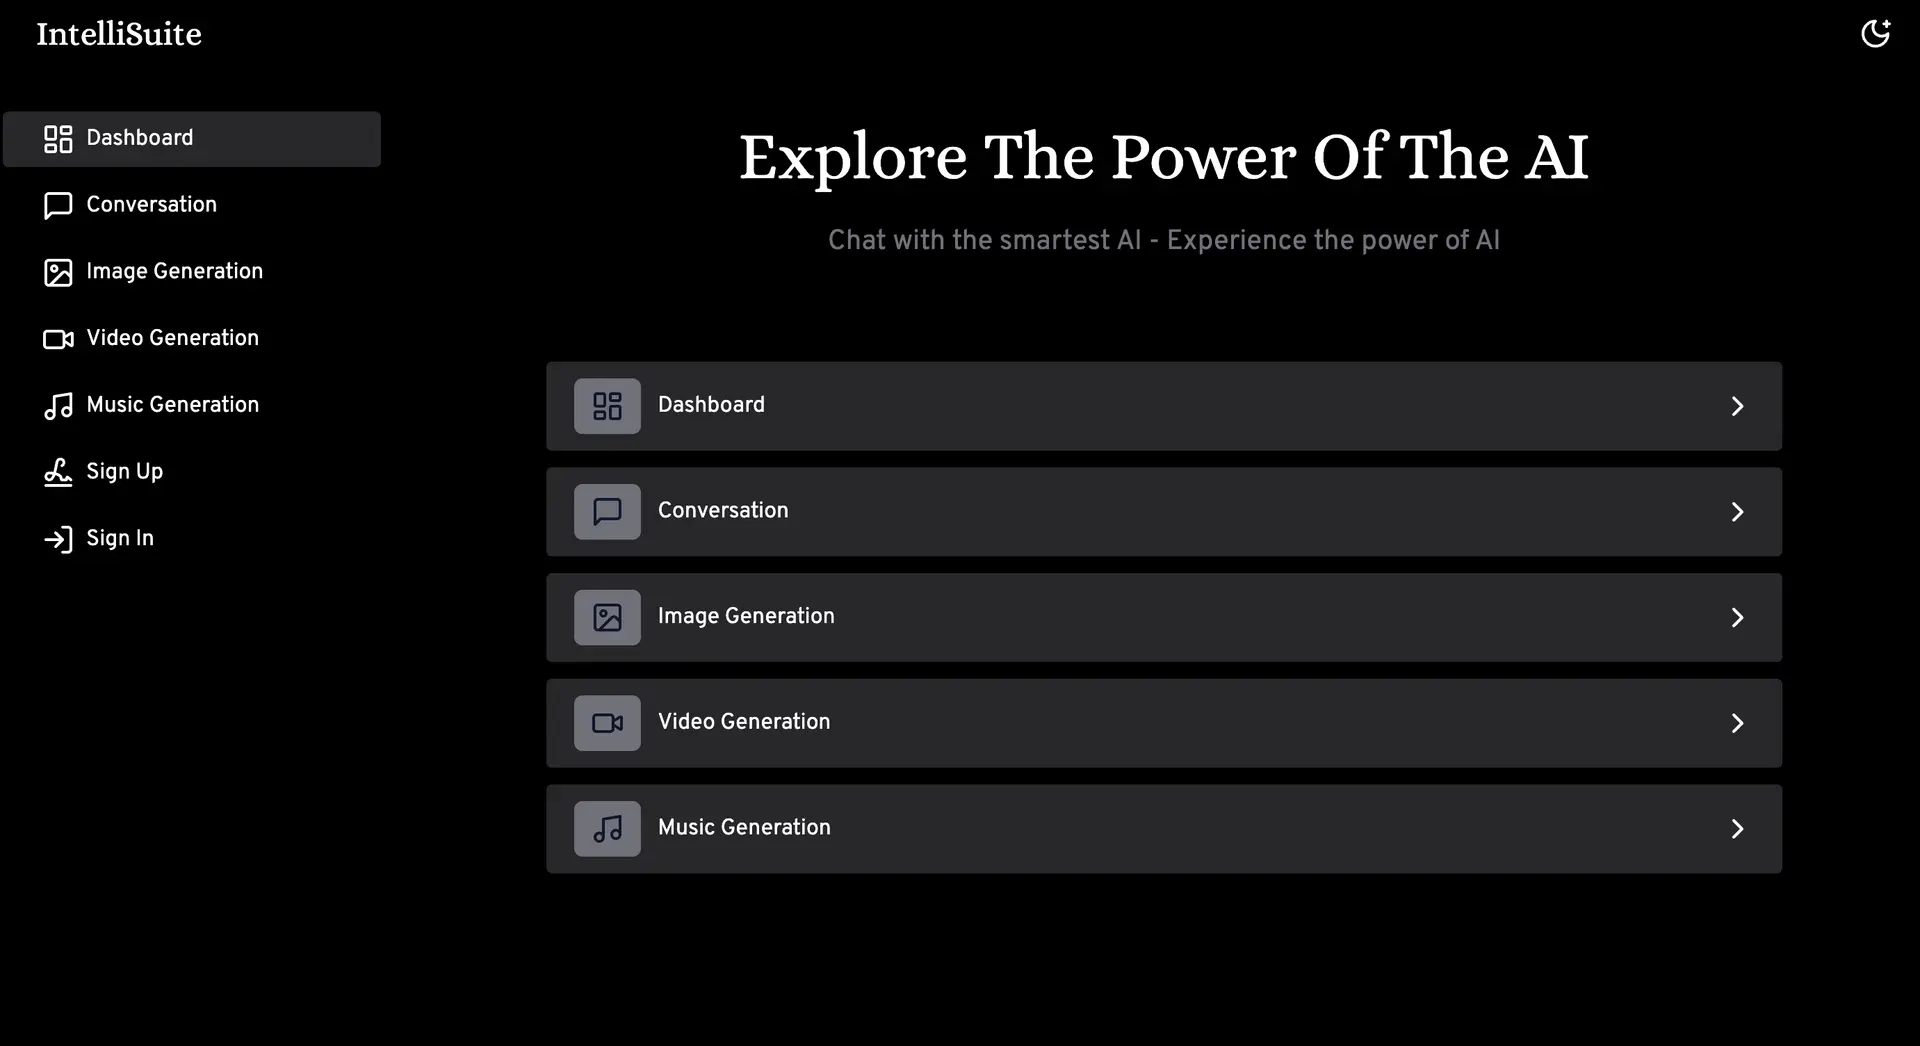 IntelliSuite
Dashboard
Conversation
Image Generation
Video Generation
Music Generation
Sign Up
Sign In
Explore The Power Of The AI
Chat with the smartest AI - Experience the power of AI
Dashboard
Conversation
Image Generation
Video Generation
Music Generation